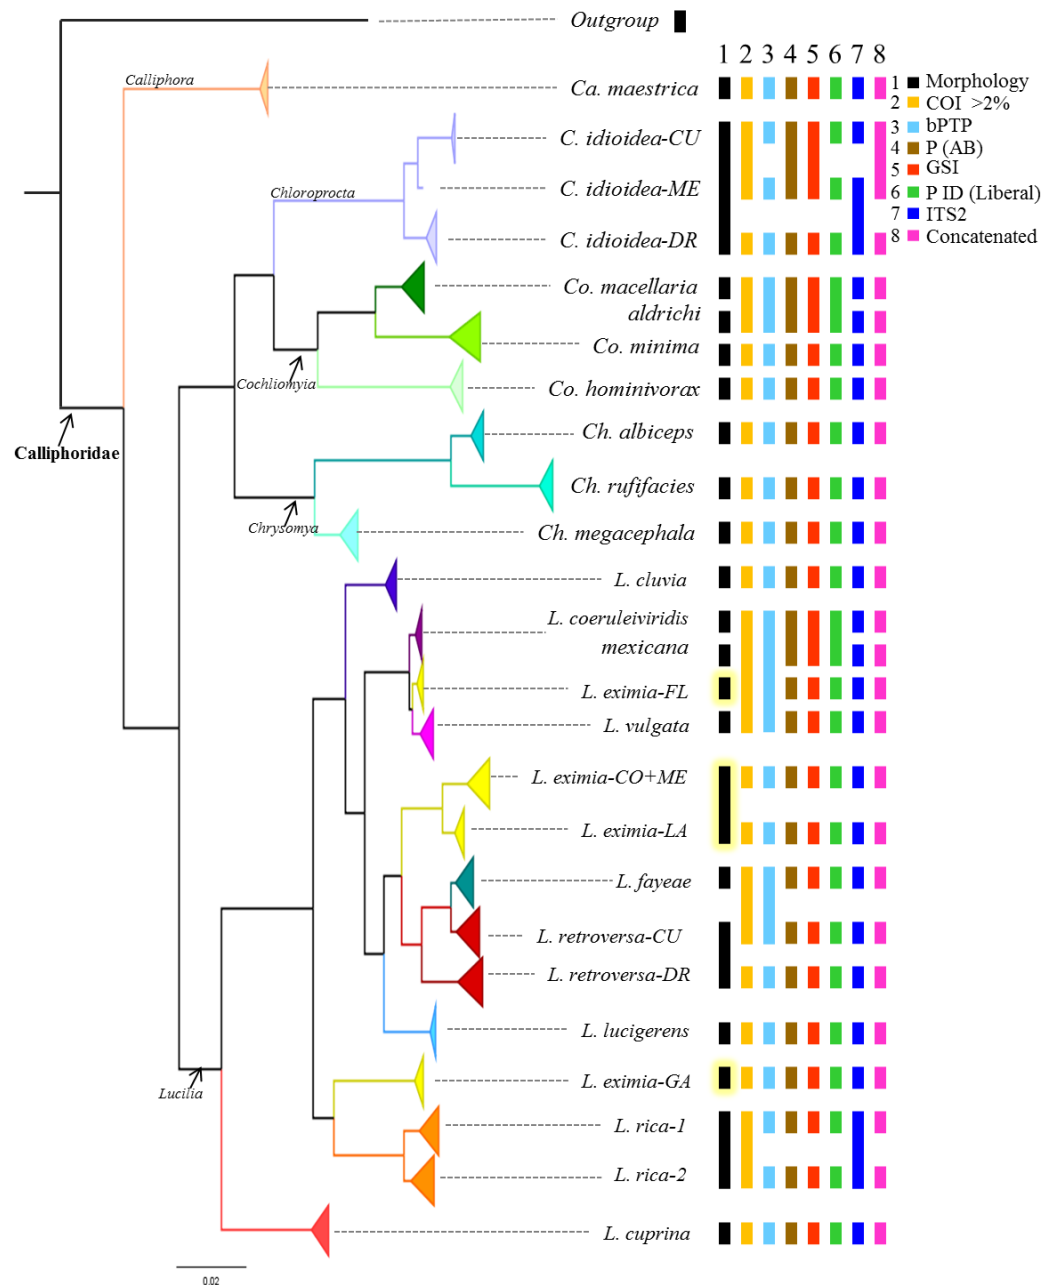 Outgroup
1 2 3 4 5 6 7 8
1 Morphology
2 COI >2%
3 bPTP
4 P (AB)
5 GSI
6 P ID (Liberal)
7 ITS2
8 Concatenated
Calliphora
Ca. maestrica
C. idioidea-CU
Chloroprocta
C. idioidea-ME
C. idioidea-DR
Co. macellaria
aldrichi
Co. minima
Cochliomyia
Co. hominivorax
Ch. albiceps
Calliphoridae
Ch. rufifacies
Chrysomya
Ch. megacephala
L. cluvia
L. coeruleiviridis
mexicana
L. eximia-FL
L. vulgata
L. eximia-CO+ME
L. eximia-LA
L. fayeae
L. retroversa-CU
L. retroversa-DR
L. lucigerens
L. eximia-GA
Lucilia
L. rica-1
L. rica-2
L. cuprina
0.02